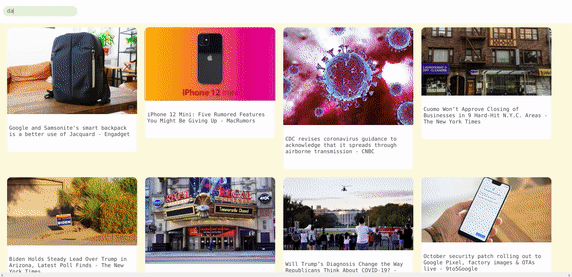 da
iPhone 12 mini
Google and Samsonite's smart backpack
is a better use of Jacquard - Engadget
iPhone 12 Mini: Five Rumored Features
You Might Be Giving Up - MacRumors
CDC revises coronavirus guidance to
acknowledge that it spreads through
airborne transmission - CNBC
Cuomo Won't Approve Closing of
Businesses in 9 Hard-Hit N.Y.C. Areas -
The New York Times
BIDEN
Biden Holds Steady Lead Over Trump in
Arizona, Latest Poll Finds - The New
York Times
Will Trump's Diagnosis Change the Way
Republicans Think About COVID-19? -
October security patch rolling out to
Google Pixel, factory images & OTAs
live - 9to5Google